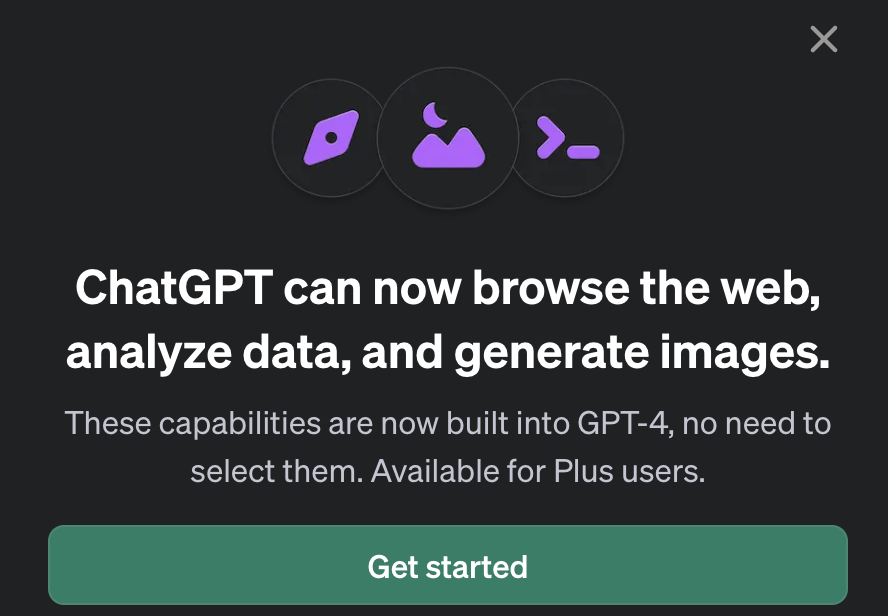 ChatGPT can now browse the web,
analyze data, and generate images.
These capabilities are now built into GPT-4, no need to
select them. Available for Plus users.
Get started